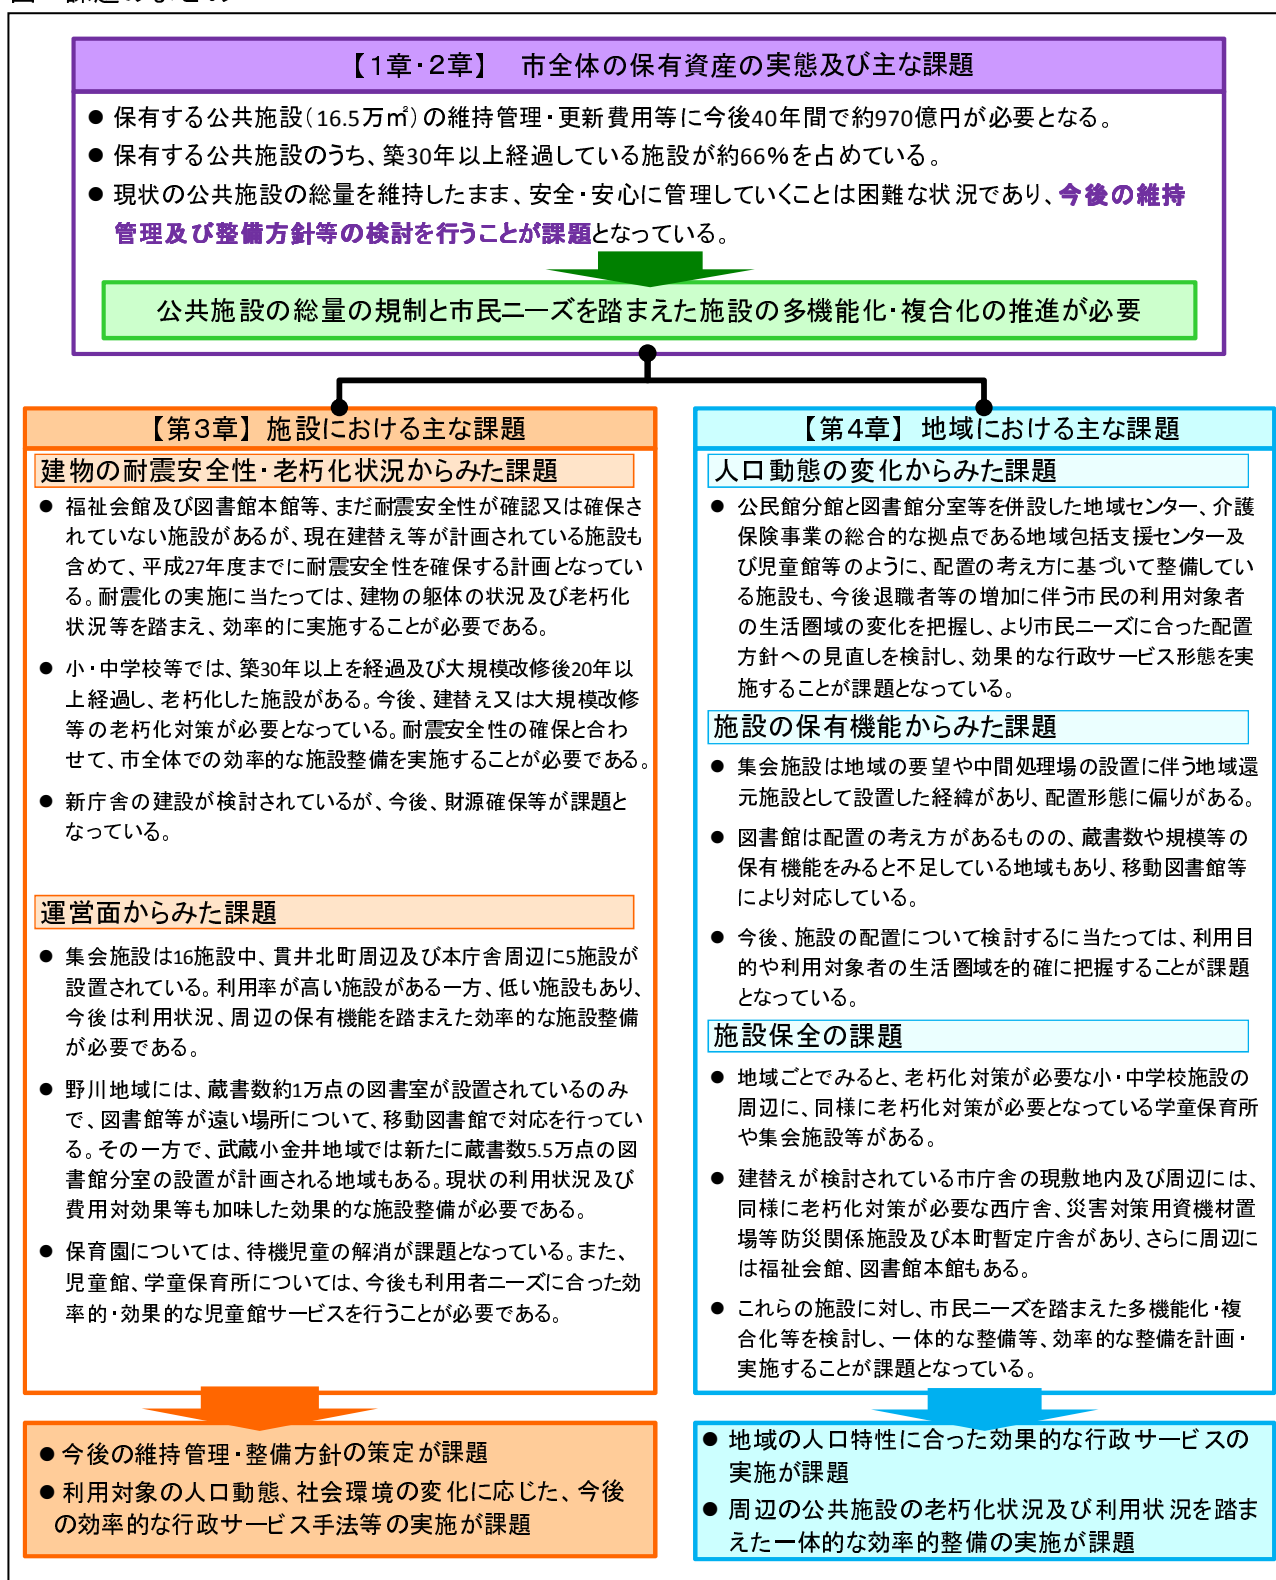 【1章・2章】　市全体の保有資産の実態及び主な課題
● 保有する公共施設（16.5万㎡）の維持管理・更新費用等に今後40年間で約970億円が必要となる。
● 保有する公共施設のうち、築30年以上経過している施設が約66％を占めている。
● 現状の公共施設の総量を維持したまま、安全・安心に管理していくことは困難な状況であり、今後の維持
管理及び整備方針等の検討を行うことが課題となっている。
公共施設の総量の規制と市民ニーズを踏まえた施設の多機能化・複合化の推進が必要
【第3章】 施設における主な課題
建物の耐震安全性・老朽化状況からみた課題
● 福祉会館及び図書館本館等、まだ耐震安全性が確認又は確保さ
れていない施設があるが、現在建替え等が計画されている施設も
含めて、平成27年度までに耐震安全性を確保する計画となってい
る。耐震化の実施に当たっては、建物の躯体の状況及び老朽化
状況等を踏まえ、効率的に実施することが必要である。
● 小・中学校等では、築30年以上を経過及び大規模改修後20年以
上経過し、老朽化した施設がある。今後、建替え又は大規模改修
等の老朽化対策が必要となっている。耐震安全性の確保と合わ
せて、市全体での効率的な施設整備を実施することが必要である。
● 新庁舎の建設が検討されているが、今後、財源確保等が課題と
なっている。
運営面からみた課題
● 集会施設は16施設中、貫井北町周辺及び本庁舎周辺に5施設が
設置されている。利用率が高い施設がある一方、低い施設もあり、
今後は利用状況、周辺の保有機能を踏まえた効率的な施設整備
が必要である。
● 野川地域には、蔵書数約1万点の図書室が設置されているのみ
で、図書館等が遠い場所について、移動図書館で対応を行ってい
る。その一方で、武蔵小金井地域では新たに蔵書数5.5万点の図
書館分室の設置が計画される地域もある。現状の利用状況及び
費用対効果等も加味した効果的な施設整備が必要である。
● 保育園については、待機児童の解消が課題となっている。また、
児童館、学童保育所については、今後も利用者ニーズに合った効
率的・効果的な児童館サービスを行うことが必要である。
● 今後の維持管理・整備方針の策定が課題
● 利用対象の人口動態、社会環境の変化に応じた、今後
の効率的な行政サービス手法等の実施が課題
【第4章】 地域における主な課題
人口動態の変化からみた課題
● 公民館分館と図書館分室等を併設した地域センター、介護
保険事業の総合的な拠点である地域包括支援センター及
び児童館等のように、配置の考え方に基づいて整備してい
る施設も、今後退職者等の増加に伴う市民の利用対象者
の生活圏域の変化を把握し、より市民ニーズに合った配置
方針への見直しを検討し、効果的な行政サービス形態を実
施することが課題となっている。
施設の保有機能からみた課題
● 集会施設は地域の要望や中間処理場の設置に伴う地域還
元施設として設置した経緯があり、配置形態に偏りがある。
● 図書館は配置の考え方があるものの、蔵書数や規模等の
保有機能をみると不足している地域もあり、移動図書館等
により対応している。
● 今後、施設の配置について検討するに当たっては、利用目
的や利用対象者の生活圏域を的確に把握することが課題
となっている。
施設保全の課題
● 地域ごとでみると、老朽化対策が必要な小・中学校施設の
周辺に、同様に老朽化対策が必要となっている学童保育所
や集会施設等がある。
● 建替えが検討されている市庁舎の現敷地内及び周辺には、
同様に老朽化対策が必要な西庁舎、災害対策用資機材置
場等防災関係施設及び本町暫定庁舎があり、さらに周辺に
は福祉会館、図書館本館もある。
● これらの施設に対し、市民ニーズを踏まえた多機能化・複
合化等を検討し、一体的な整備等、効率的な整備を計画・
実施することが課題となっている。
● 地域の人口特性に合った効果的な行政サービスの
実施が課題
● 周辺の公共施設の老朽化状況及び利用状況を踏ま
えた一体的な効率的整備の実施が課題